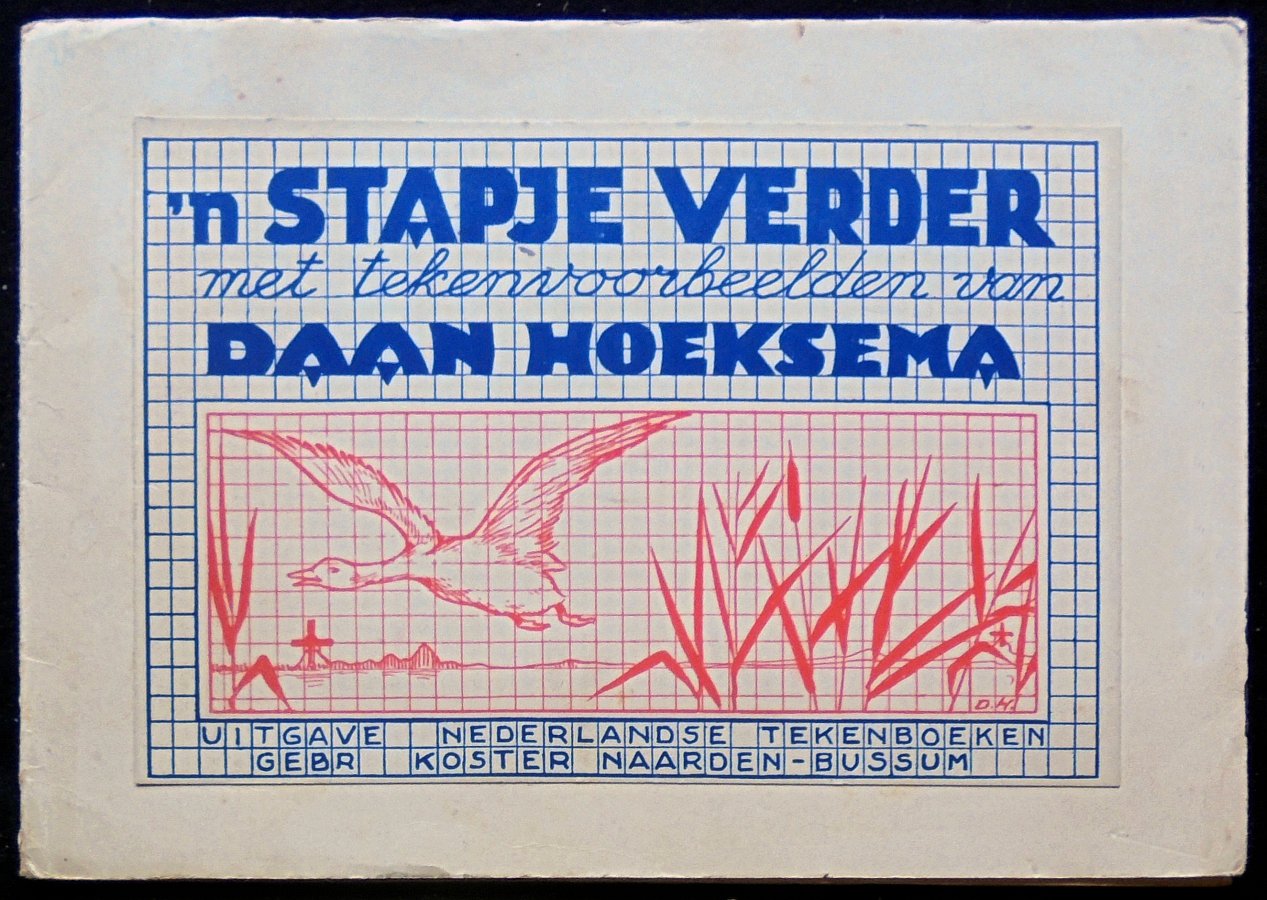 'n STAPJE VERDER
met tekenvoorbeelden van
DAAN HOEKSEMA
D.H.
UITGAVE NEDERLANDSE TEKENBOEKEN
GEBR KOSTER NAARDEN-BUSSUM